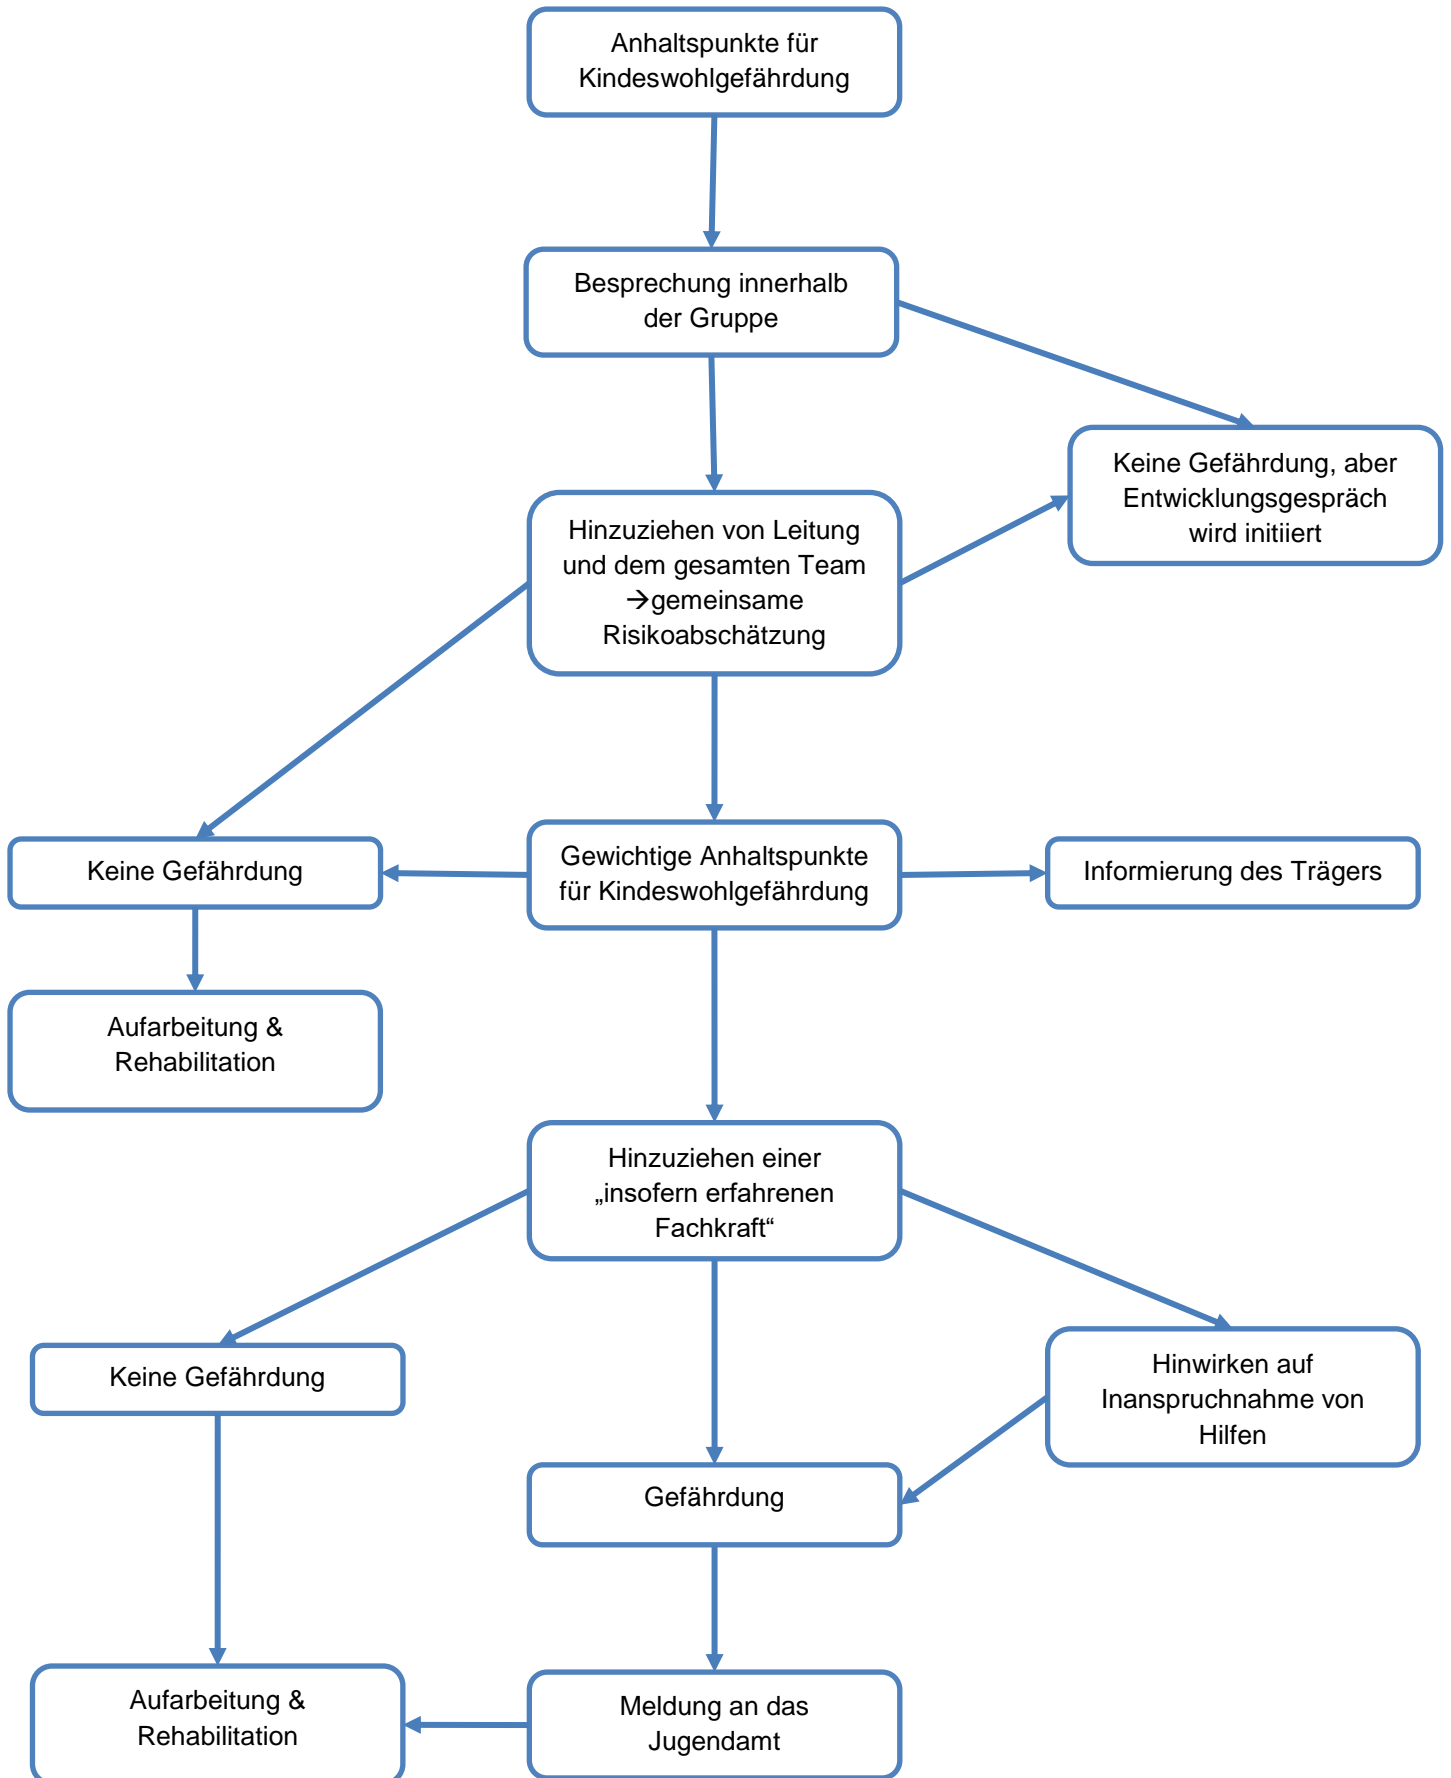 Anhaltspunkte für
Kindeswohlgefährdung
Besprechung innerhalb
der Gruppe
Keine Gefährdung, aber
Entwicklungsgespräch
wird initiiert
Hinzuziehen von Leitung
und dem gesamten Team
→gemeinsame
Risikoabschätzung
Keine Gefährdung
Gewichtige Anhaltspunkte
für Kindeswohlgefährdung
Informierung des Trägers
Aufarbeitung &
Rehabilitation
Hinzuziehen einer
„insofern erfahrenen
Fachkraft“
Keine Gefährdung
Hinwirken auf
Inanspruchnahme von
Hilfen
Gefährdung
Aufarbeitung &
Rehabilitation
Meldung an das
Jugendamt